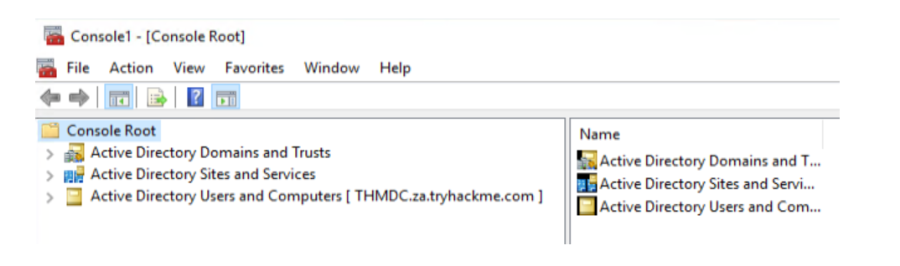 Console1 - [Console Root]
File Action View Favorites Window Help
Console Root
Active Directory Domains and Trusts
Active Directory Sites and Services
Active Directory Users and Computers [ THMDC.za.tryhackme.com ]
Name
Active Directory Domains and T...
Active Directory Sites and Servi...
Active Directory Users and Com...